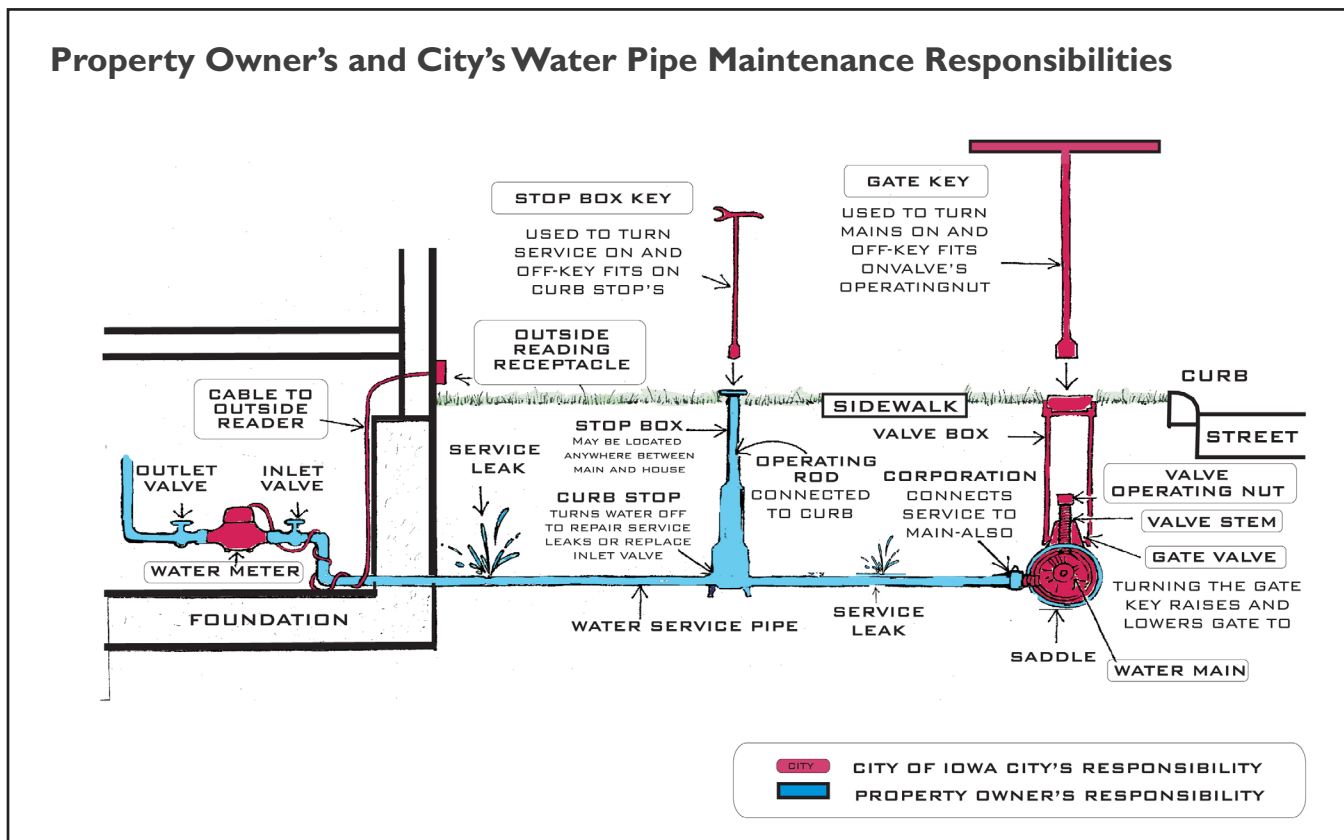 Property Owner's and City's Water Pipe Maintenance Responsibilities
STOP BOX KEY
USED TO TURN
SERVICE ON AND
OFF-KEY FITS ON
CURB STOP'S
GATE KEY
USED TO TURN
MAINS ON AND
OFF-KEY FITS
ONVALVE'S
OPERATINGNUT
OUTSIDE
READING
RECEPTACLE
CABLE TO
OUTSIDE
READER
CURB
SIDEWALK
STREET
STOP BOX
MAY BE LOCATED
ANYWHERE BETWEEN
MAIN AND HOUSE
VALVE BOX
SERVICE
LEAK
OUTLET
VALVE
INLET
VALVE
OPERATING
ROD
CONNECTED
TO CURB
CORPORATION
CONNECTS
SERVICE TO
MAIN-ALSO
VALVE
OPERATING NUT
CURB STOP
TURNS WATER OFF
TO REPAIR SERVICE
LEAKS OR REPLACE
INLET VALVE
VALVE STEM
GATE VALVE
TURNING THE GATE
KEY RAISES AND
LOWERS GATE TO
WATER METER
FOUNDATION
WATER SERVICE PIPE
SERVICE
LEAK
SADDLE
WATER MAIN
CITY
CITY OF IOWA CITY'S RESPONSIBILITY
PROPERTY OWNER'S RESPONSIBILITY